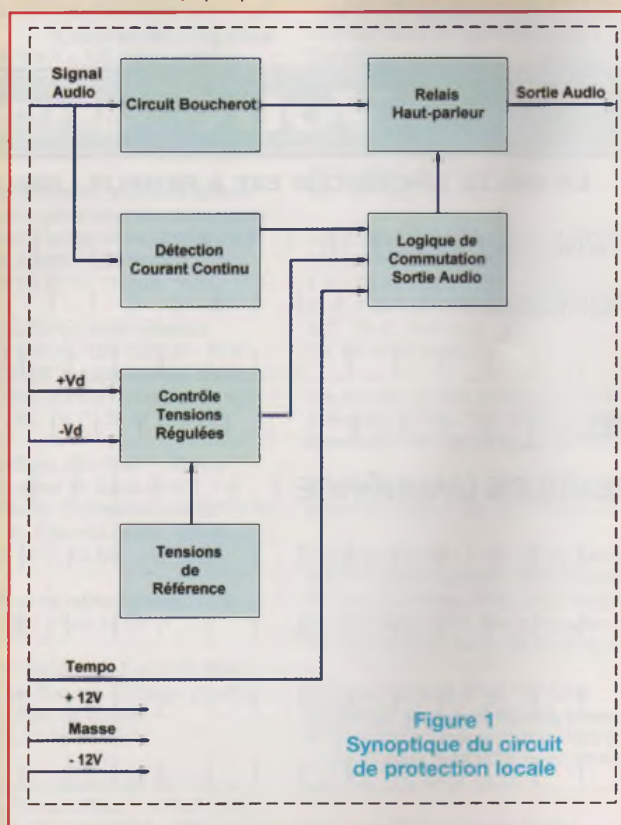 Signal
Audio
Circuit Boucherot
Relais
Haut-parleur
Sortie Audio
Détection
Courant Continu
Logique de
Commutation
Sortie Audio
+Vd
-Vd
Contrôle
Tensions
Régulées
Tensions
de
Référence
Tempo
+ 12V
Masse
- 12V
Figure 1
Synoptique du circuit
de protection locale